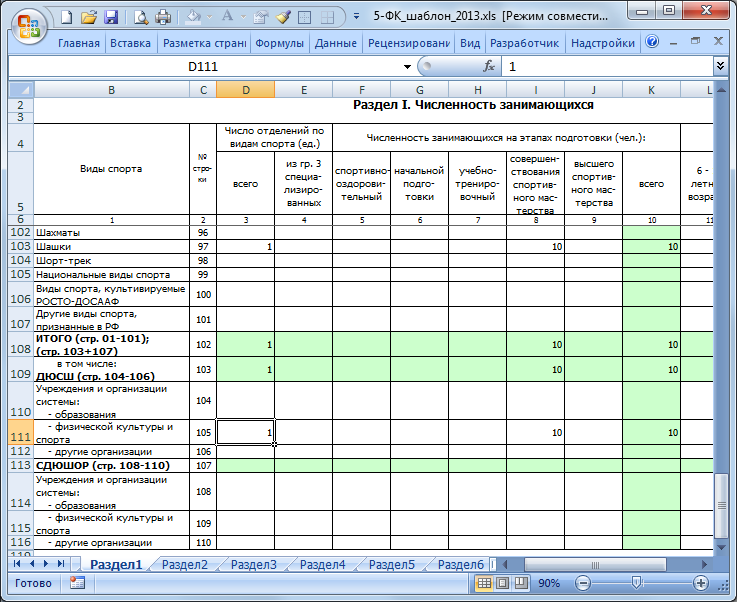 5-ФК_шаблон_2013.xls [Режим совмести...
Главная Вставка Разметка страні Формулы Данные Рецензировани Вид Разработчик Надстройки
D111 fx 1
B C D E F G H I J K L
2 Раздел I. Численность занимающихся
3
4 Виды спорта № стро-ки Число отделений по видам спорта (ед.) Численность занимающихся на этапах подготовки (чел.):
5 всего из гр. 3 специа-лизиро-ванных спортивно-оздорови-тельный начальной подго-товки учебно-трениро-вочный совершен-ствования спортив-ного мас-терства высшего спортив-ного мас-терства всего 6 - летн возра
6 1 2 3 4 5 6 7 8 9 10 11
102 Шахматы 96
103 Шашки 97 1 10 10
104 Шорт-трек 98
105 Национальные виды спорта 99
106 Виды спорта, культивируемые
РОСТО-ДОСААФ 100
107 Другие виды спорта,
признанные в РФ 101
108 ИТОГО (стр. 01-101);
(стр. 103+107) 102 1 10 10
109 в том числе:
ДЮСШ (стр. 104-106) 103 1 10 10
110 Учреждения и организации
системы:
- образования 104
111 - физической культуры и
спорта 105 1 10 10
112 - другие организации 106
113 СДЮШОР (стр. 108-110) 107
114 Учреждения и организации
системы:
- образования 108
115 - физической культуры и
спорта 109
116 - другие организации 110
Раздел1 Раздел2 Раздел3 Раздел4 Раздел5 Раздел6
Готово 90%